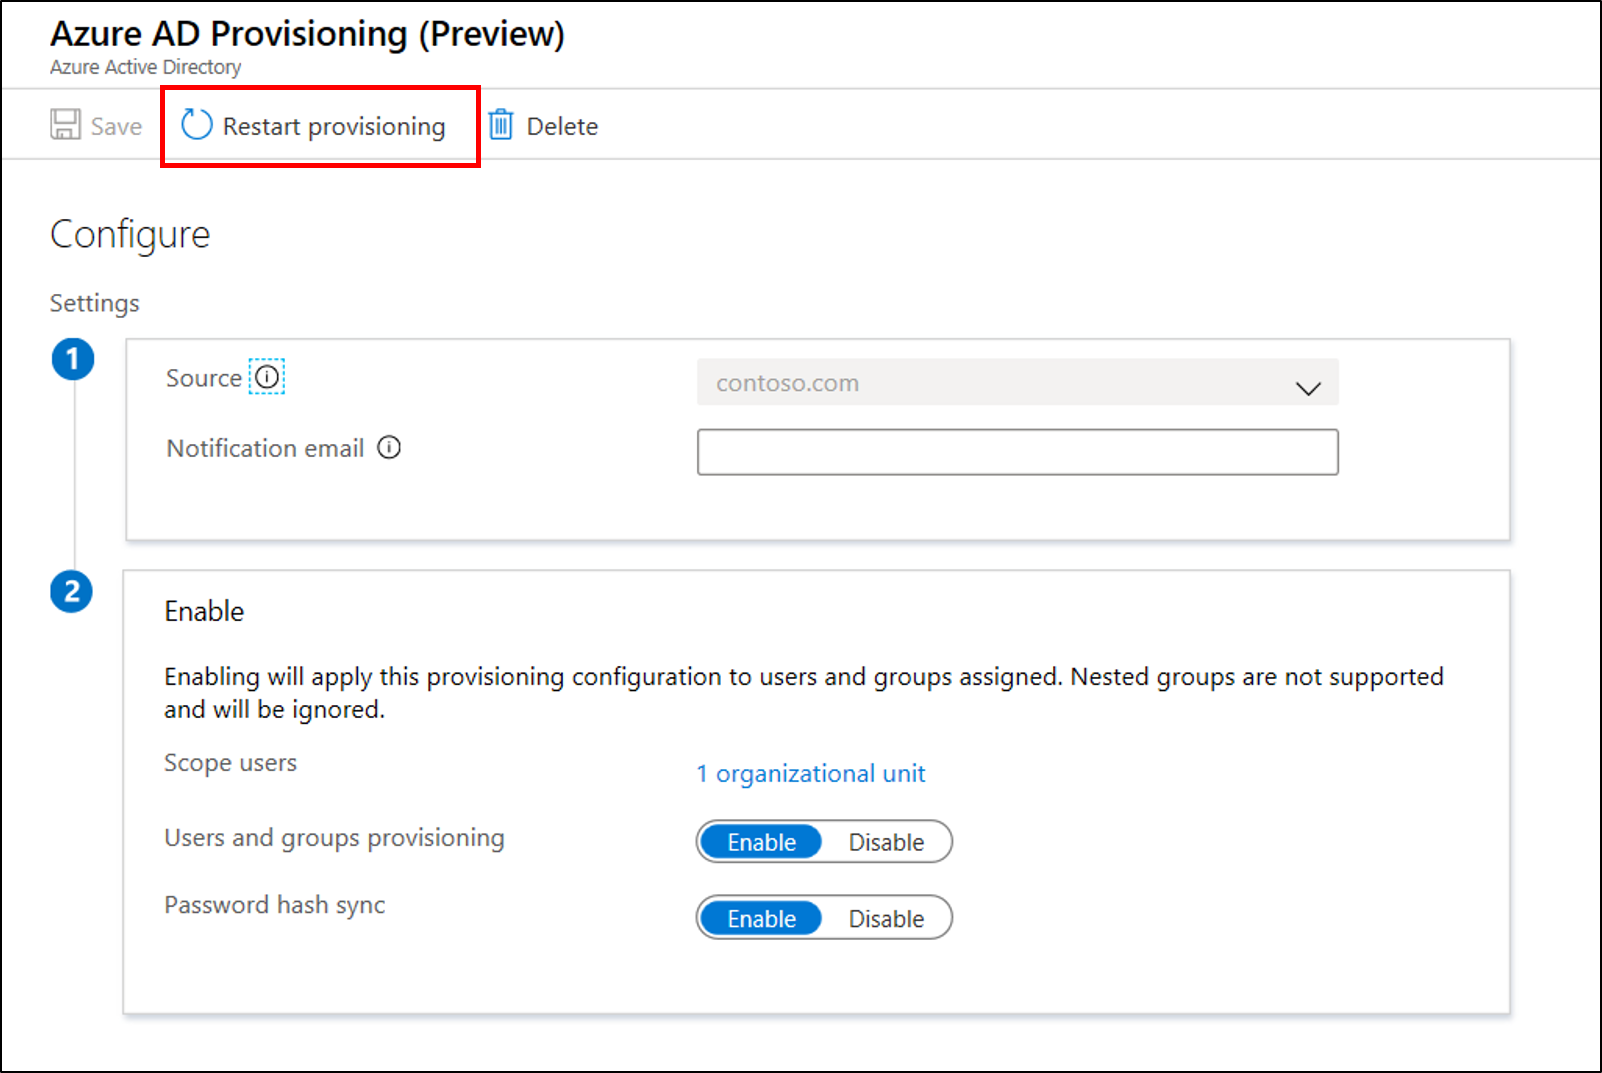 Azure AD Provisioning (Preview)
Azure Active Directory
Save
Restart provisioning
Delete
Configure
Settings
1
Source
contoso.com
Notification email
2
Enable
Enabling will apply this provisioning configuration to users and groups assigned. Nested groups are not supported
and will be ignored.
Scope users
1 organizational unit
Users and groups provisioning
Enable Disable
Password hash sync
Enable Disable